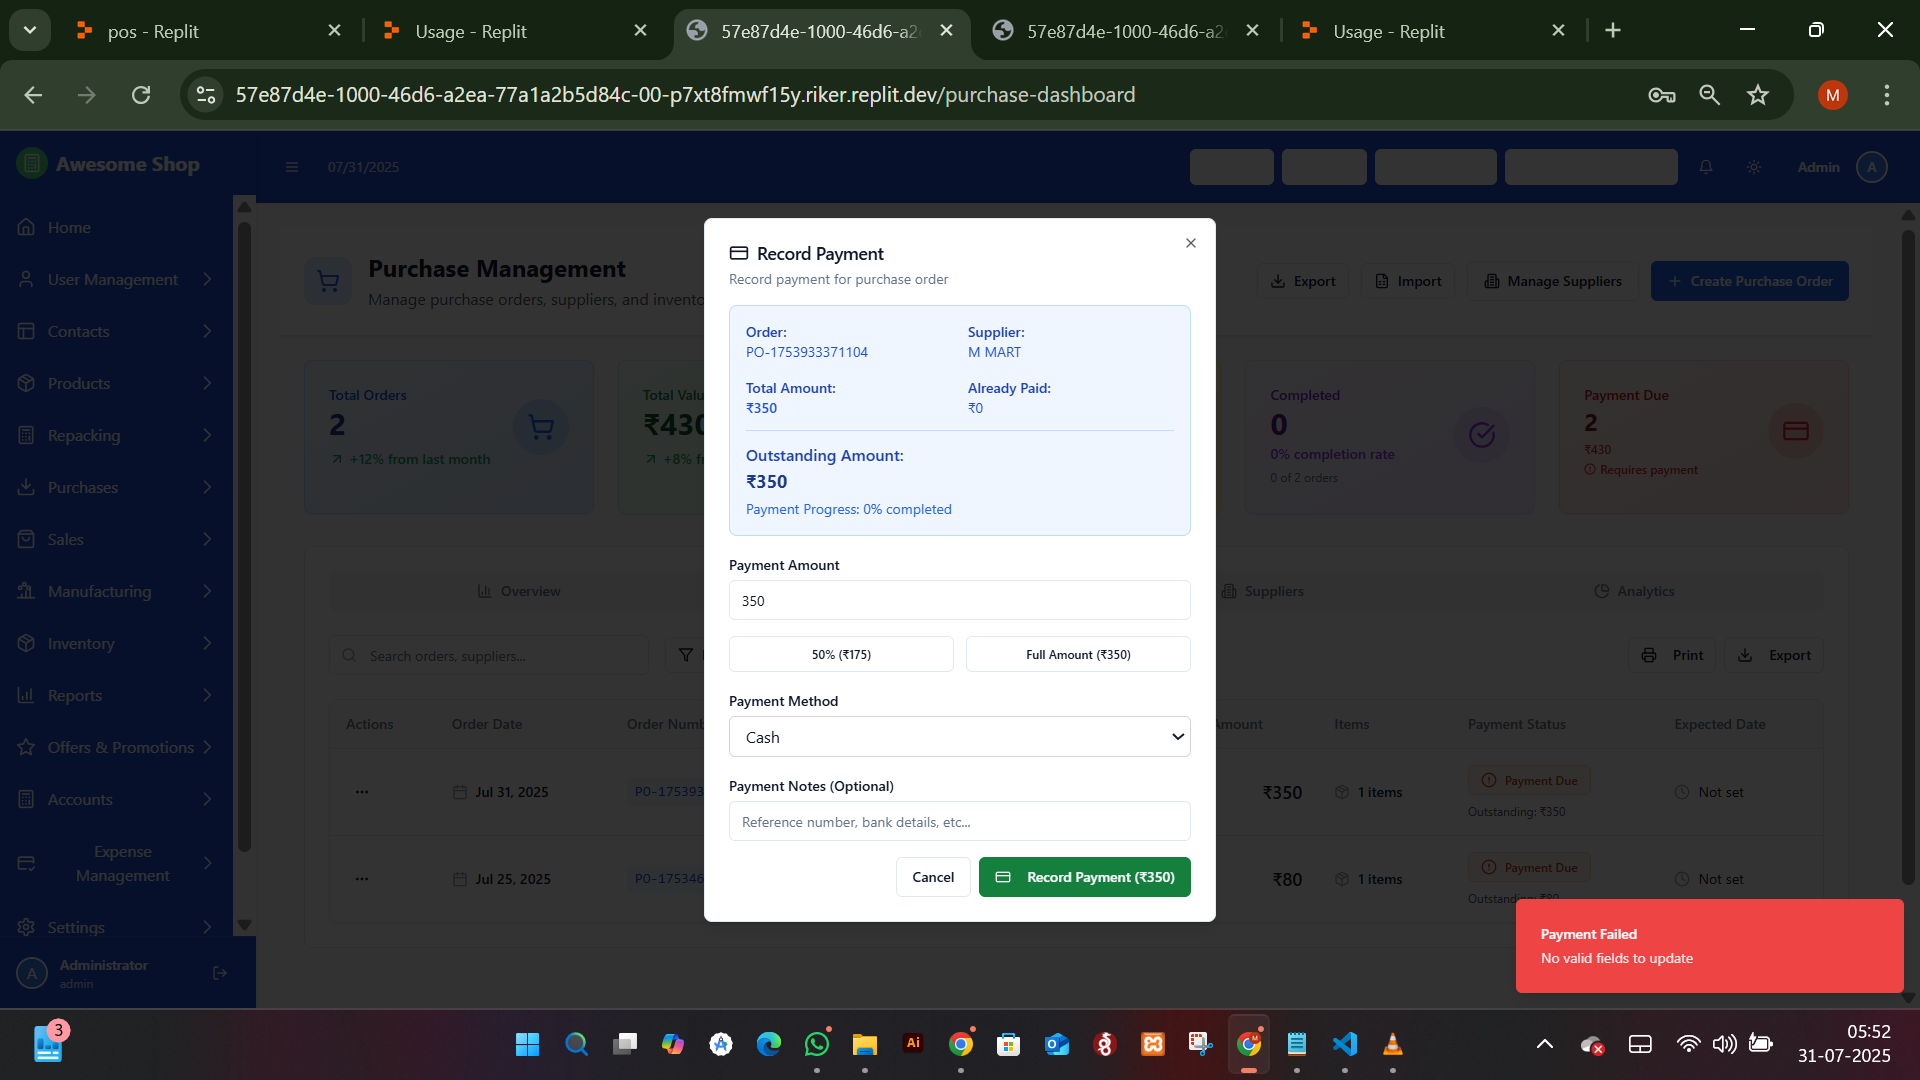 pos - Replit
Usage - Replit
57e87d4e-1000-46d6-a2
57e87d4e-1000-46d6-a2
Usage - Replit
57e87d4e-1000-46d6-a2ea-77a1a2b5d84c-00-p7xt8fmwf15y.riker.replit.dev/purchase-dashboard
M
Awesome Shop
07/31/2025
Admin
A
Home
User Management
Contacts
Products
Repacking
Purchases
Sales
Manufacturing
Inventory
Reports
Offers & Promotions
Accounts
Expense
Management
Settings
A
Administrator
admin
Purchase Management
Manage purchase orders, suppliers, and invento
Export
Import
Manage Suppliers
Create Purchase Order
Total Orders
2
+12% from last month
Total Valu
₹430
+8% f
Completed
0
0% completion rate
0 of 2 orders
Payment Due
2
₹430
Requires payment
Overview
Suppliers
Analytics
Search orders, suppliers...
Print
Export
Actions
Order Date
Order Numb
Amount
Items
Payment Status
Expected Date
Jul 31, 2025
PO-175393
₹350
1 items
Payment Due
Outstanding: ₹350
Not set
Jul 25, 2025
PO-175346
₹80
1 items
Payment Due
Outstanding: ₹80
Not set
Record Payment
Record payment for purchase order
Order:
PO-1753933371104
Supplier:
M MART
Total Amount:
₹350
Already Paid:
₹0
Outstanding Amount:
₹350
Payment Progress: 0% completed
Payment Amount
350
50% (₹175)
Full Amount (₹350)
Payment Method
Cash
Payment Notes (Optional)
Reference number, bank details, etc...
Cancel
Record Payment (₹350)
Payment Failed
No valid fields to update
3
Ai
M
05:52
31-07-2025